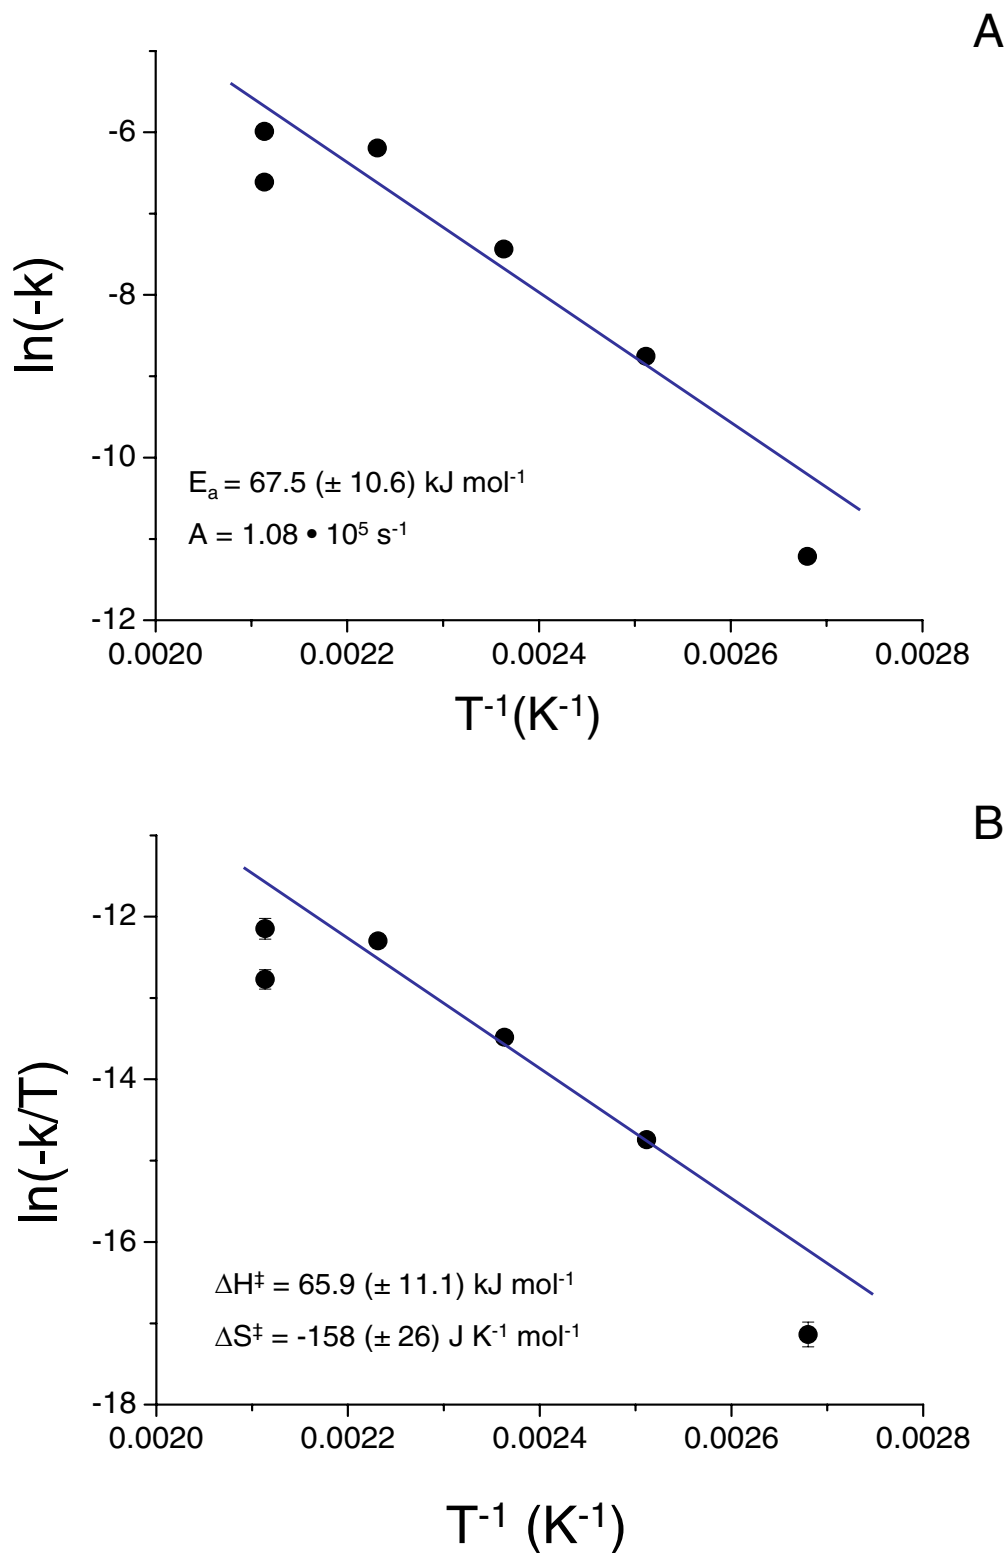 A
-6
-8
-10
-12
ln(-k)
Eₐ = 67.5 (± 10.6) kJ mol⁻¹
A = 1.08 • 10⁵ s⁻¹
0.0020 0.0022 0.0024 0.0026 0.0028
T⁻¹(K⁻¹)
B
-12
-14
-16
-18
ln(-k/T)
ΔH‡ = 65.9 (± 11.1) kJ mol⁻¹
ΔS‡ = -158 (± 26) J K⁻¹ mol⁻¹
0.0020 0.0022 0.0024 0.0026 0.0028
T⁻¹ (K⁻¹)